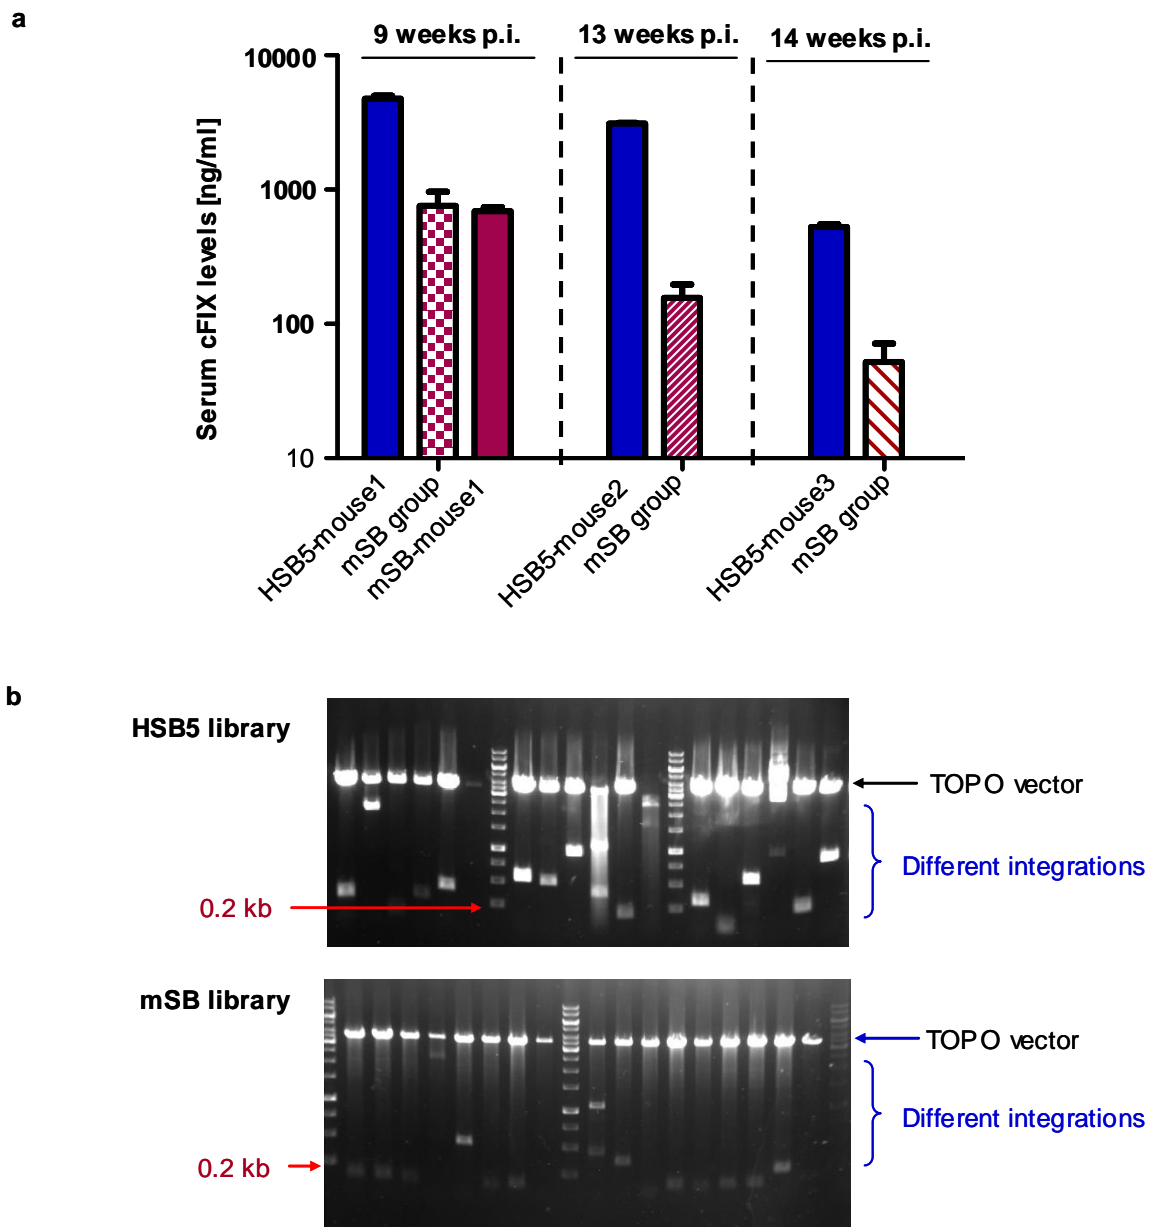 a
9 weeks p.i.
13 weeks p.i.
14 weeks p.i.
Serum cFIX levels [ng/ml]
10000
1000
100
10
HSB5-mouse1
mSB group
mSB-mouse1
HSB5-mouse2
mSB group
HSB5-mouse3
mSB group
b
HSB5 library
TOPO vector
Different integrations
0.2 kb
mSB library
TOPO vector
Different integrations
0.2 kb